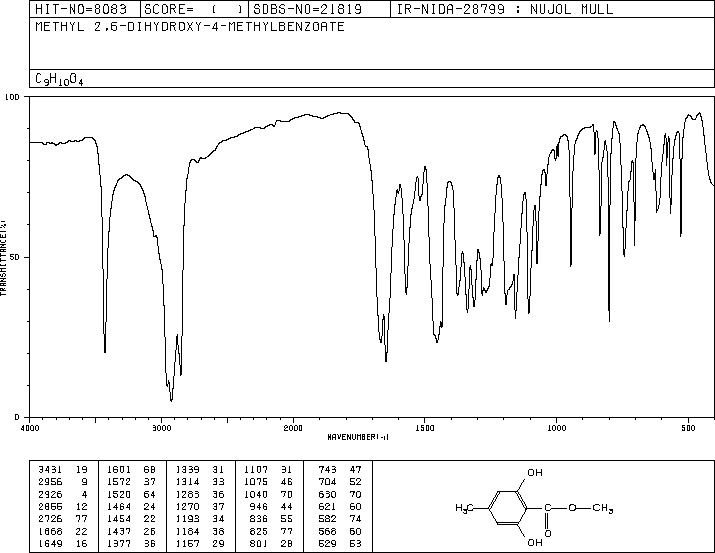 HIT-NO=8083 SCORE= ( ) SDBS-NO=21819 IR-NIDA-28799 : NUJOL MULL
METHYL 2,6-DIHYDROXY-4-METHYLBENZOATE
C9H10O4
100
50
0
TRANSMITTANCE(%)
4000 3000 2000 1500 1000 500
WAVENUMBER(-1)
3431 19 1601 68 1339 31 1107 31 743 47
2956 9 1572 37 1314 33 1075 46 704 52
2926 4 1520 64 1283 36 1040 70 630 70
2855 12 1464 24 1270 37 946 44 621 60
2726 77 1454 22 1193 34 836 55 582 74
1668 22 1437 26 1184 38 825 77 568 60
1649 16 1377 36 1157 29 801 28 529 53
OH
H3C C O CH3
O
OH